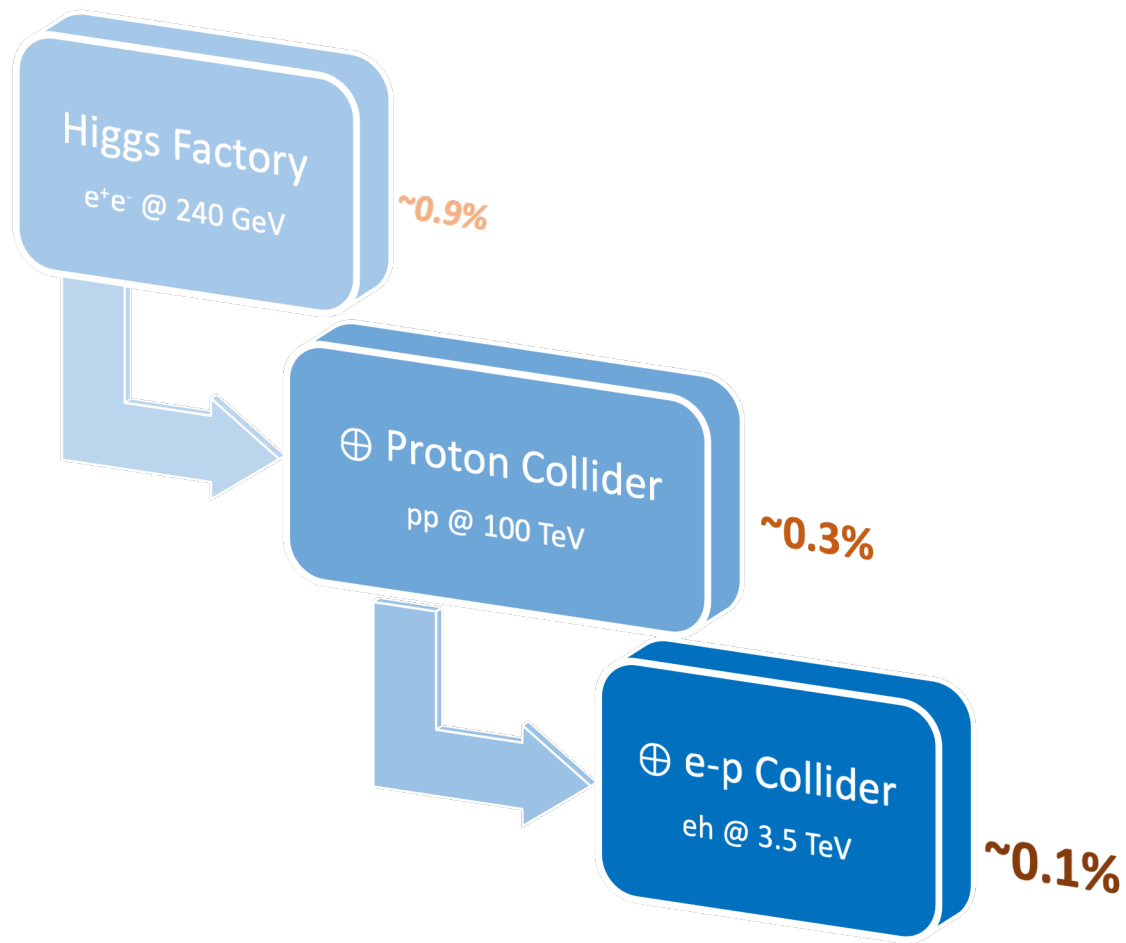 Higgs Factory
e⁺e⁻ @ 240 GeV
~0.9%
⊕ Proton Collider
pp @ 100 TeV
~0.3%
⊕ e-p Collider
eh @ 3.5 TeV
~0.1%